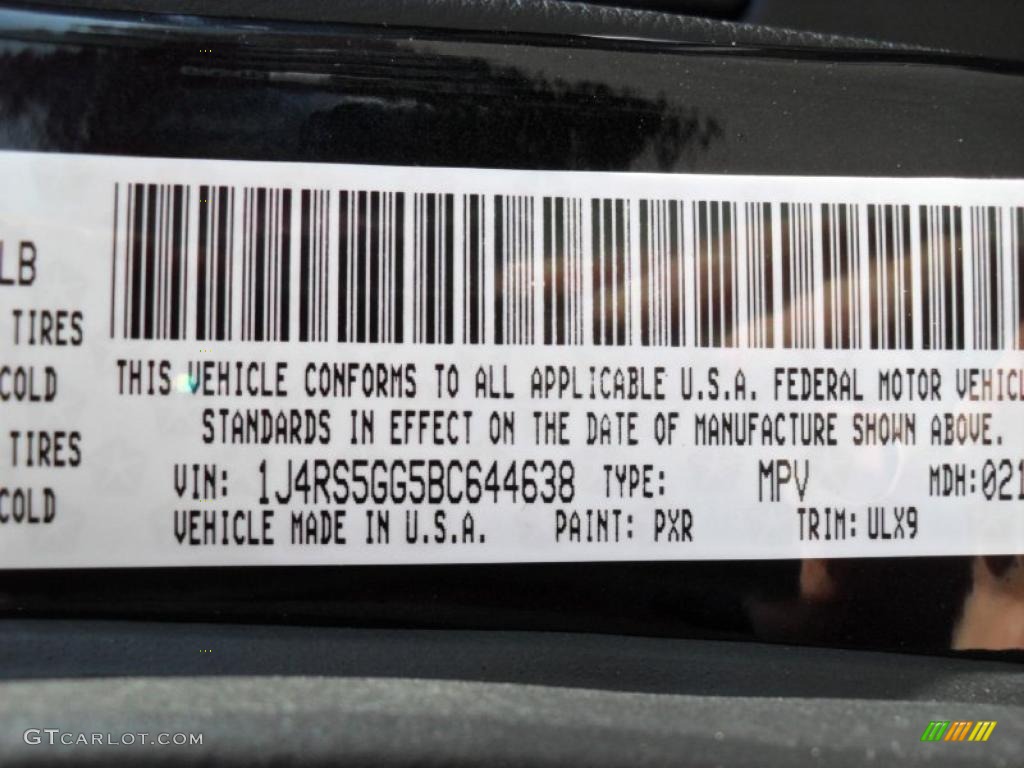 LB
TIRES
COLD
TIRES
COLD
THIS VEHICLE CONFORMS TO ALL APPLICABLE U.S.A. FEDERAL MOTOR VEHICL
STANDARDS IN EFFECT ON THE DATE OF MANUFACTURE SHOWN ABOVE.
VIN: 1J4RS5GG5BC644638 TYPE: MPV MDH:021
VEHICLE MADE IN U.S.A. PAINT: PXR TRIM: ULX9
GTCARLOT.COM